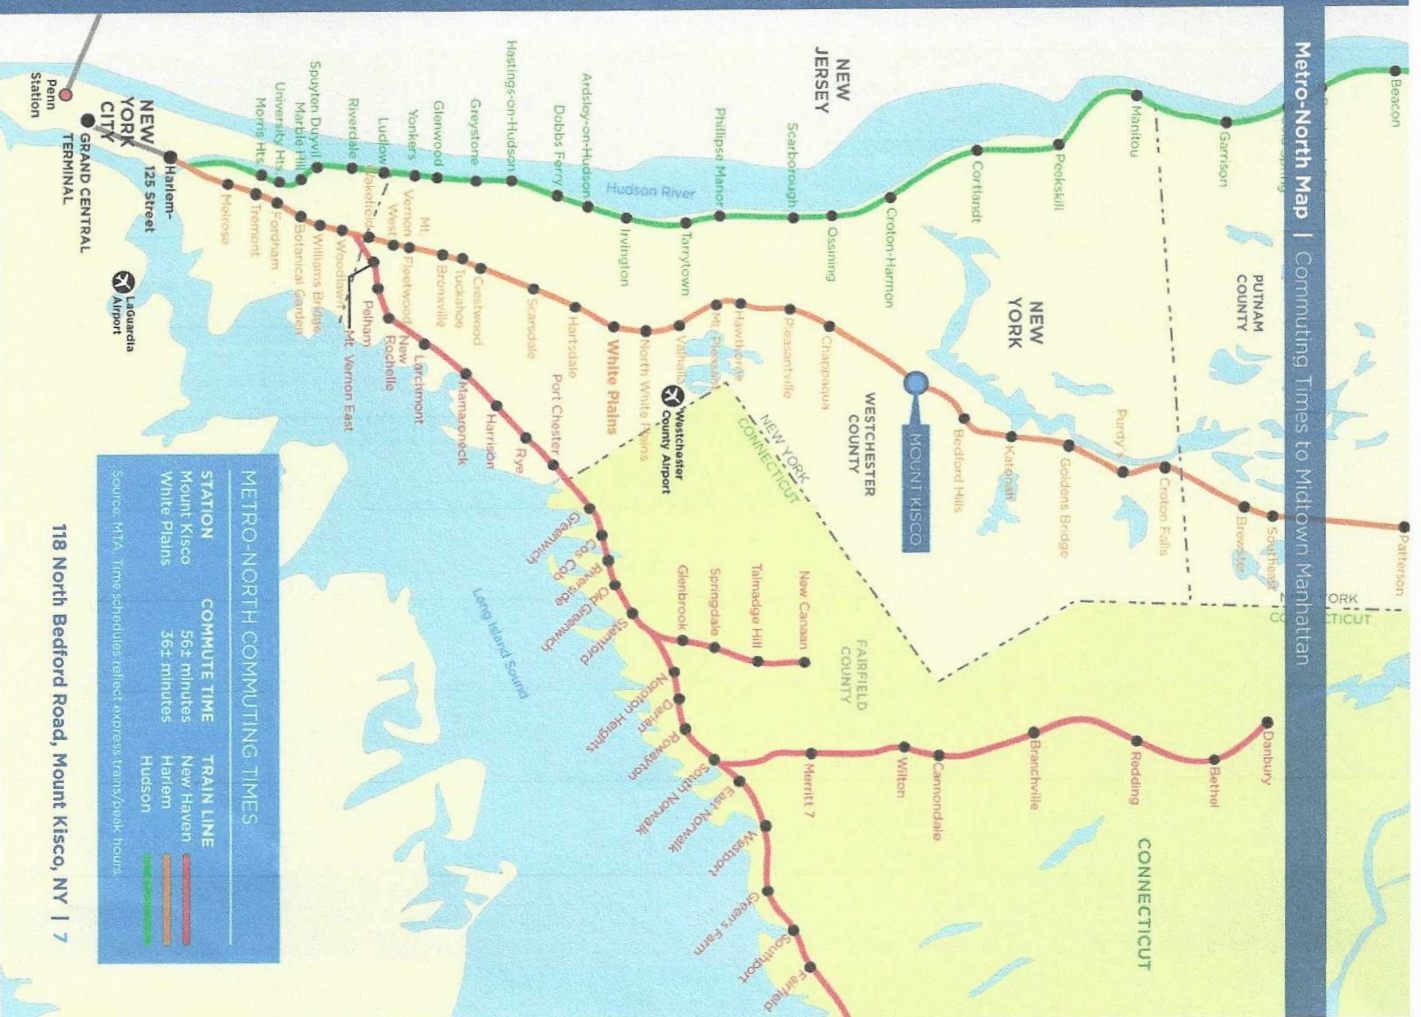 Metro-North Map | Commuting Times to Midtown Manhattan
Beacon
Garrison
Manitou
Peekskill
Cortlandt
Croton-Harmon
Ossining
Scarborough
Phillipse Manor
Tarrytown
Irvington
Ardsley-on-Hudson
Dobbs Ferry
Hastings-on-Hudson
Greystone
Glenwood
Yonkers
Ludlow
Riverdale
Spuyten Duyvil
Marble Hill
University Hts.
Morris Hts.
Hudson River
NEW
JERSEY
NEW
YORK
PUTNAM
COUNTY
Patterson
Southeast
Brewster
Croton Falls
Purdy's
Goldens Bridge
Katonah
Bedford Hills
MOUNT KISCO
WESTCHESTER
COUNTY
Chappaqua
Pleasantville
Hawthorne
Mt. Pleasant
Valhalla
North White Plains
White Plains
Hartsdale
Scarsdale
Crestwood
Tuckahoe
Bronxville
Fleetwood
Mt.
Vernon
West
Wakefield
Woodlawn
Williams Bridge
Botanical Garden
Fordham
Tremont
Melrose
Harlem-
125 Street
NEW
YORK
CITY
GRAND CENTRAL
TERMINAL
Penn
Station
LaGuardia
Airport
Westchester
County Airport
NEW YORK
CONNECTICUT
Mt. Vernon East
Pelham
New
Rochelle
Larchmont
Mamaroneck
Harrison
Rye
Port Chester
Greenwich
Cos Cob
Riverside
Old Greenwich
Stamford
Glenbrook
Springdale
Talmadge Hill
New Canaan
Noroton Heights
Darien
Rowayton
South Norwalk
Merritt 7
Wilton
Cannondale
Branchville
Redding
Bethel
Danbury
East Norwalk
Westport
Green's Farm
Southport
Fairfield
FAIRFIELD
COUNTY
CONNECTICUT
Long Island Sound
METRO-NORTH COMMUTING TIMES
STATION COMMUTE TIME TRAIN LINE
Mount Kisco 56± minutes New Haven
White Plains 36± minutes Harlem
Hudson
Source: MTA. Time schedules reflect express trains/peak hours.
118 North Bedford Road, Mount Kisco, NY | 7